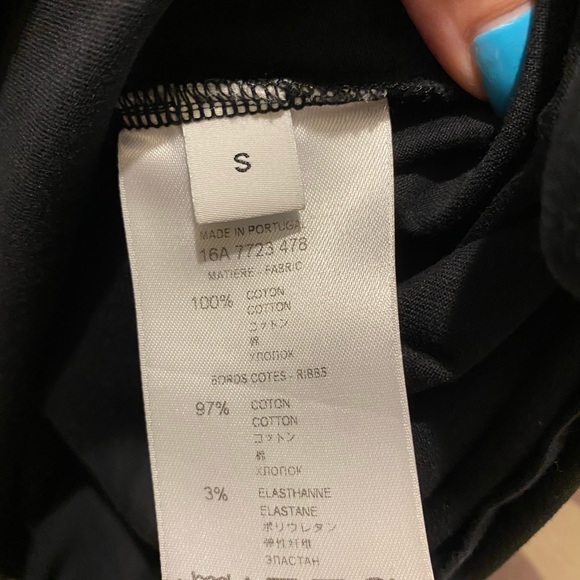 S
MADE IN PORTUGAL
16A 7723 478
MATIERE - FABRIC
100% COTON
COTTON
コットン
棉
ХЛОПОК
BORDS COTES - RIBBS
97% COTON
COTTON
コットン
棉
ХЛОПОК
3% ELASTHANNE
ELASTANE
ポリウレタン
弹性纤维
ЭЛАСТАН